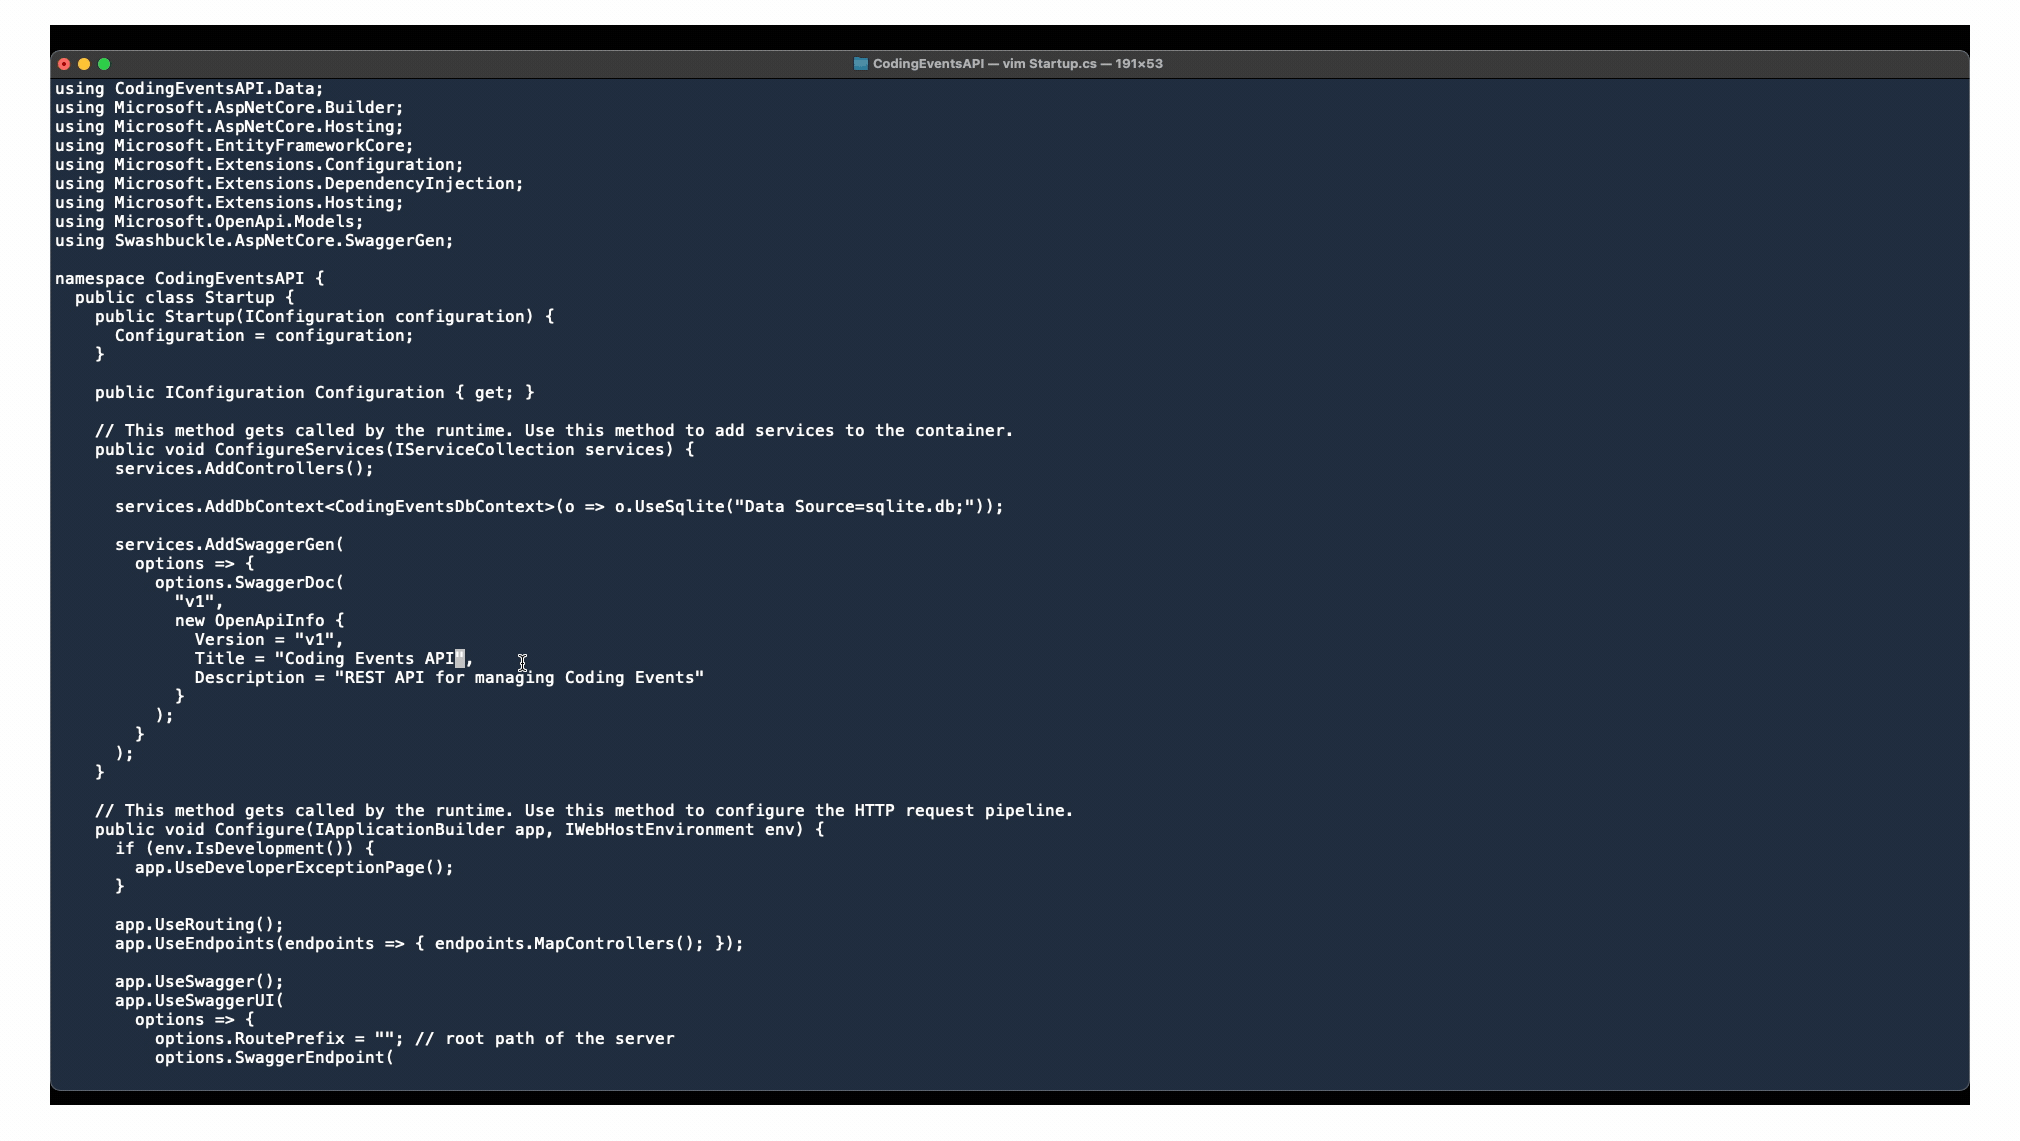 CodingEventsAPI — vim Startup.cs — 191×53
using CodingEventsAPI.Data;
using Microsoft.AspNetCore.Builder;
using Microsoft.AspNetCore.Hosting;
using Microsoft.EntityFrameworkCore;
using Microsoft.Extensions.Configuration;
using Microsoft.Extensions.DependencyInjection;
using Microsoft.Extensions.Hosting;
using Microsoft.OpenApi.Models;
using Swashbuckle.AspNetCore.SwaggerGen;

namespace CodingEventsAPI {
  public class Startup {
    public Startup(IConfiguration configuration) {
      Configuration = configuration;
    }

    public IConfiguration Configuration { get; }

    // This method gets called by the runtime. Use this method to add services to the container.
    public void ConfigureServices(IServiceCollection services) {
      services.AddControllers();

      services.AddDbContext<CodingEventsDbContext>(o => o.UseSqlite("Data Source=sqlite.db;"));

      services.AddSwaggerGen(
        options => {
          options.SwaggerDoc(
            "v1",
            new OpenApiInfo {
              Version = "v1",
              Title = "Coding Events API",
              Description = "REST API for managing Coding Events"
            }
          );
        }
      );
    }

    // This method gets called by the runtime. Use this method to configure the HTTP request pipeline.
    public void Configure(IApplicationBuilder app, IWebHostEnvironment env) {
      if (env.IsDevelopment()) {
        app.UseDeveloperExceptionPage();
      }

      app.UseRouting();
      app.UseEndpoints(endpoints => { endpoints.MapControllers(); });

      app.UseSwagger();
      app.UseSwaggerUI(
        options => {
          options.RoutePrefix = ""; // root path of the server
          options.SwaggerEndpoint(